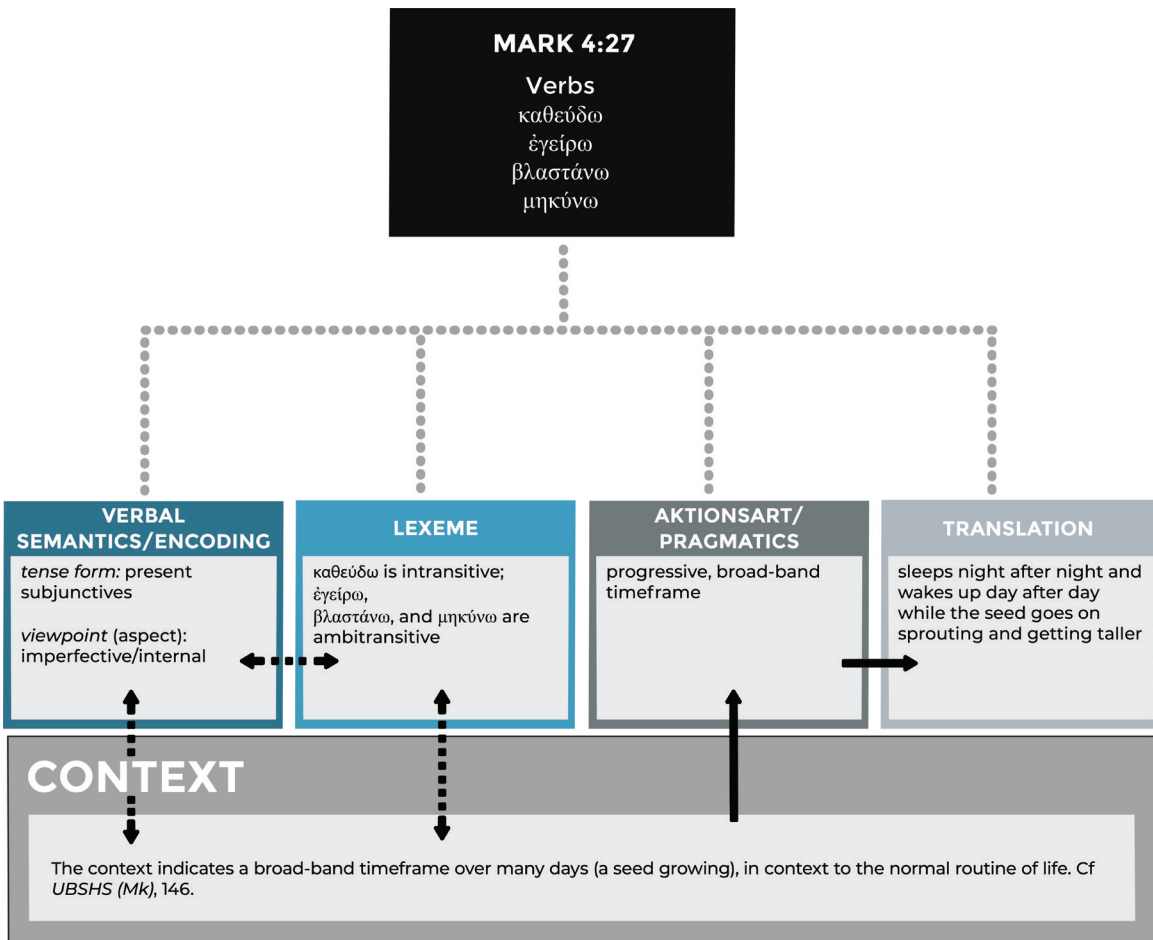 MARK 4:27
Verbs
καθεύδω
ἐγείρω
βλαστάνω
μηκύνω
VERBAL
SEMANTICS/ENCODING
tense form: present
subjunctives
viewpoint (aspect):
imperfective/internal
LEXEME
καθεύδω is intransitive;
ἐγείρω,
βλαστάνω, and μηκύνω are
ambitransitive
AKTIONSART/
PRAGMATICS
progressive, broad-band
timeframe
TRANSLATION
sleeps night after night and
wakes up day after day
while the seed goes on
sprouting and getting taller
CONTEXT
The context indicates a broad-band timeframe over many days (a seed growing), in context to the normal routine of life. Cf
UBSHS (Mk), 146.